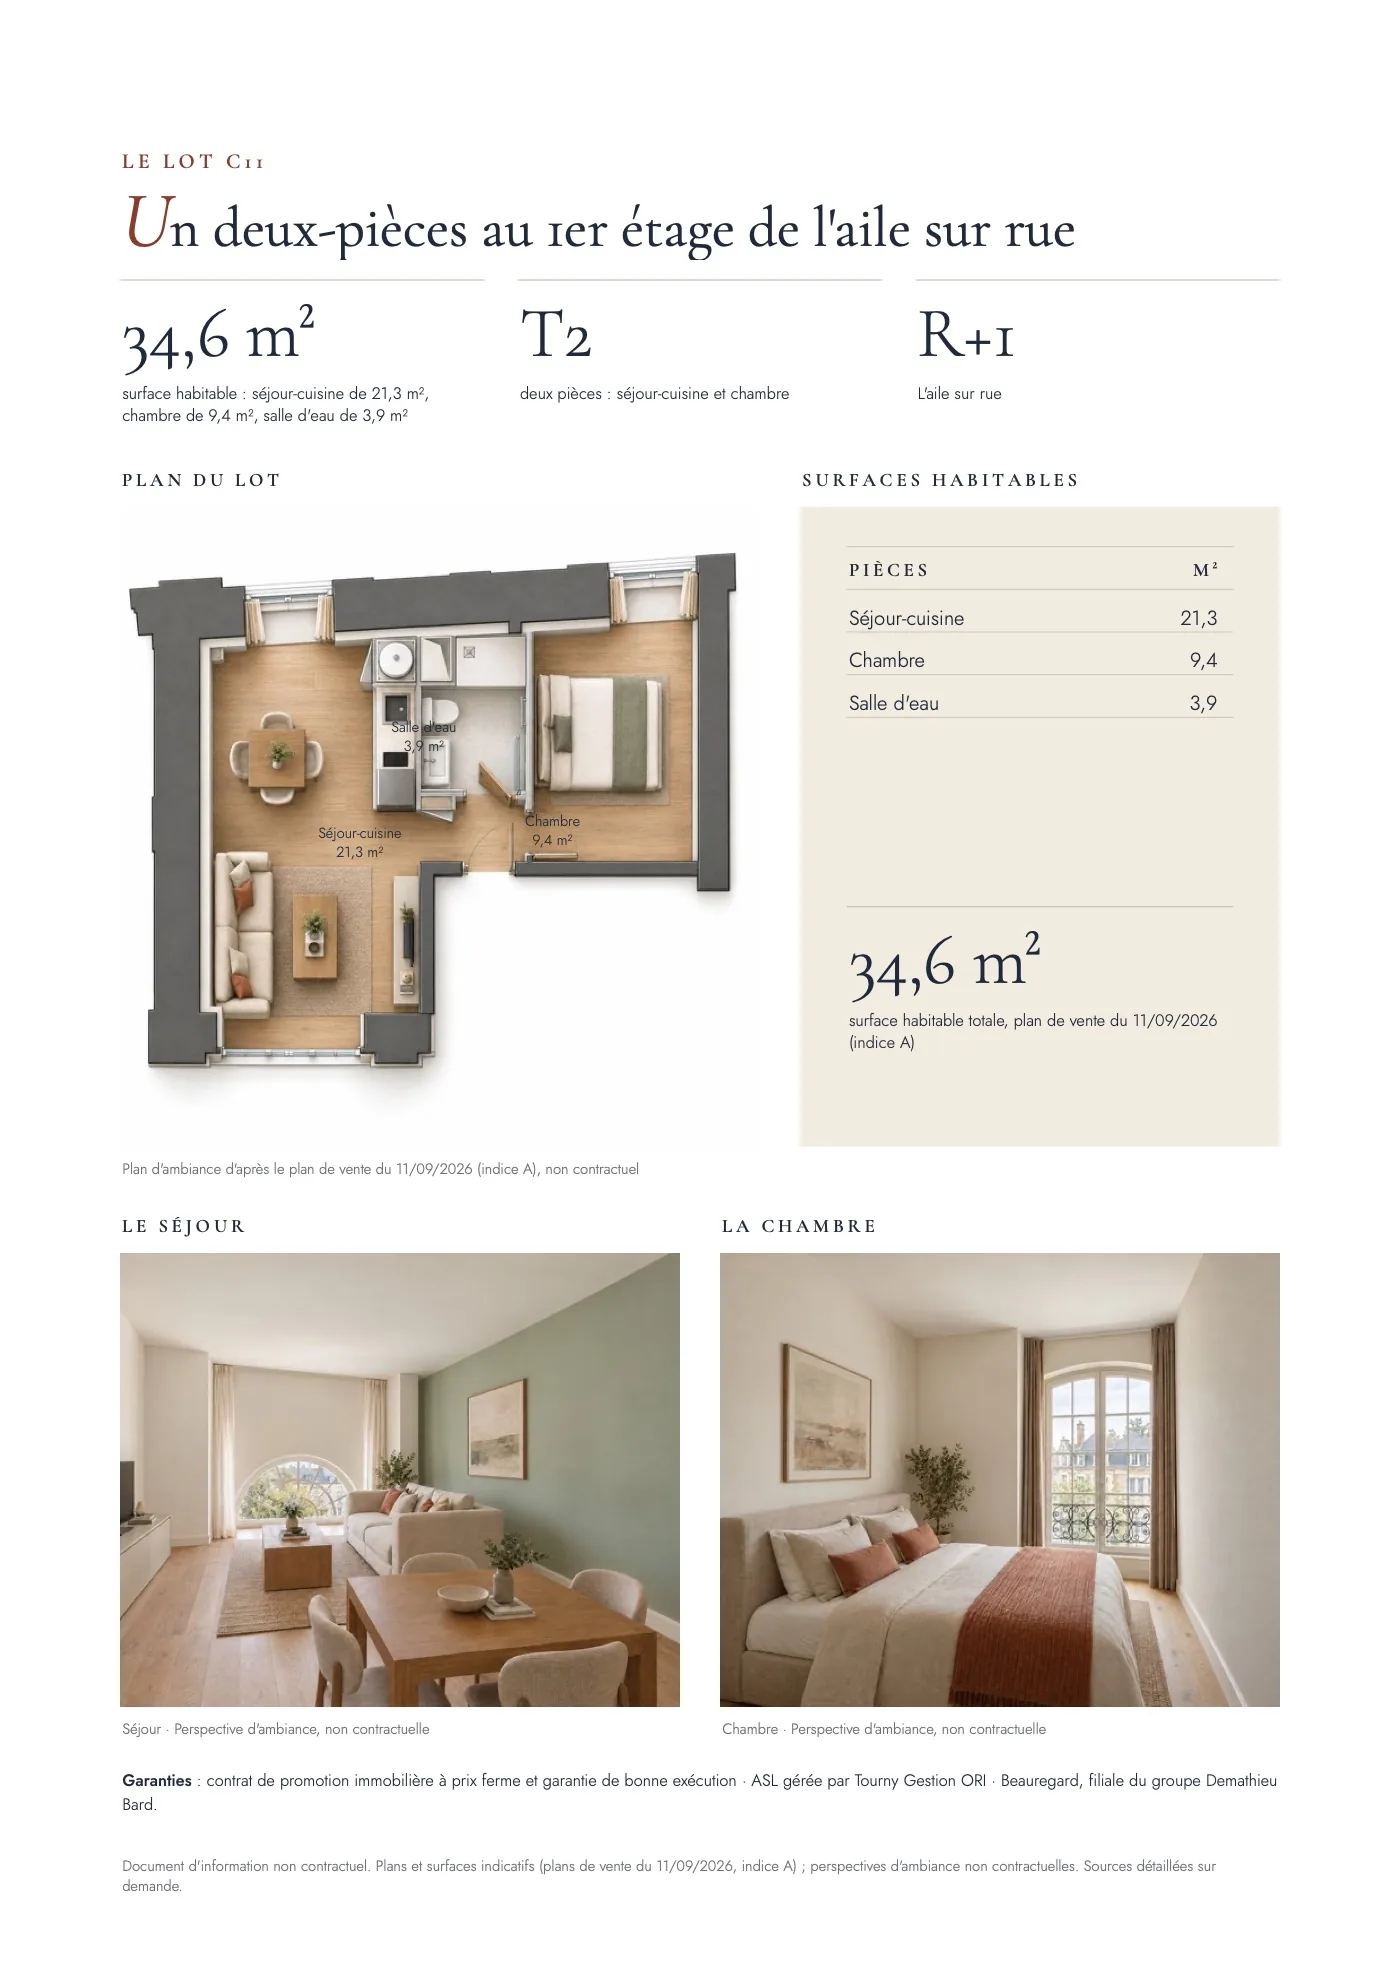 LE LOT C11
Un deux-pièces au 1er étage de l'aile sur rue
34,6 m²
surface habitable : séjour-cuisine de 21,3 m²,
chambre de 9,4 m², salle d'eau de 3,9 m²
T2
deux pièces : séjour-cuisine et chambre
R+1
L'aile sur rue
PLAN DU LOT
Salle d'eau
3,9 m²
Chambre
9,4 m²
Séjour-cuisine
21,3 m²
Plan d'ambiance d'après le plan de vente du 11/09/2026 (indice A), non contractuel
SURFACES HABITABLES
PIÈCES M²
Séjour-cuisine 21,3
Chambre 9,4
Salle d'eau 3,9
34,6 m²
surface habitable totale, plan de vente du 11/09/2026
(indice A)
LE SÉJOUR
Séjour · Perspective d'ambiance, non contractuelle
LA CHAMBRE
Chambre · Perspective d'ambiance, non contractuelle
Garanties : contrat de promotion immobilière à prix ferme et garantie de bonne exécution · ASL gérée par Tourny Gestion ORI · Beauregard, filiale du groupe Demathieu
Bard.
Document d'information non contractuel. Plans et surfaces indicatifs (plans de vente du 11/09/2026, indice A) ; perspectives d'ambiance non contractuelles. Sources détaillées sur
demande.